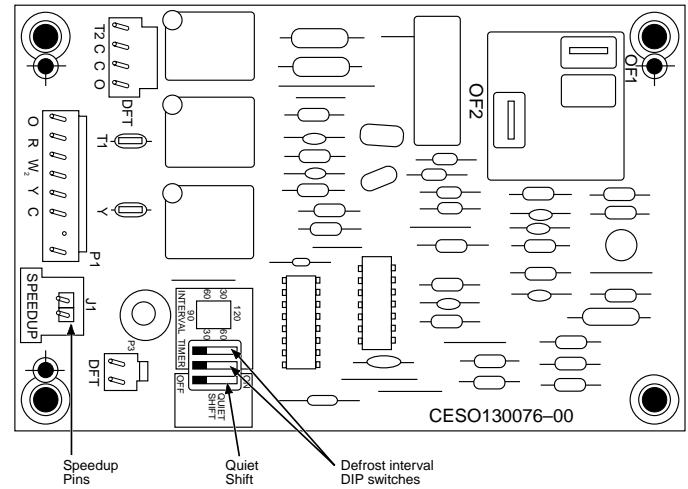 T2 C C O
DFT
OF1
OF2
T1
O R W2 Y C
Y
P1
SPEEDUP
J1
INTERVAL TIMER
60 30
90 120
30 60
P3
DFT
OFF
ON
QUIET
SHIFT
CESO130076–00
Speedup
Pins
Quiet
Shift
Defrost interval
DIP switches